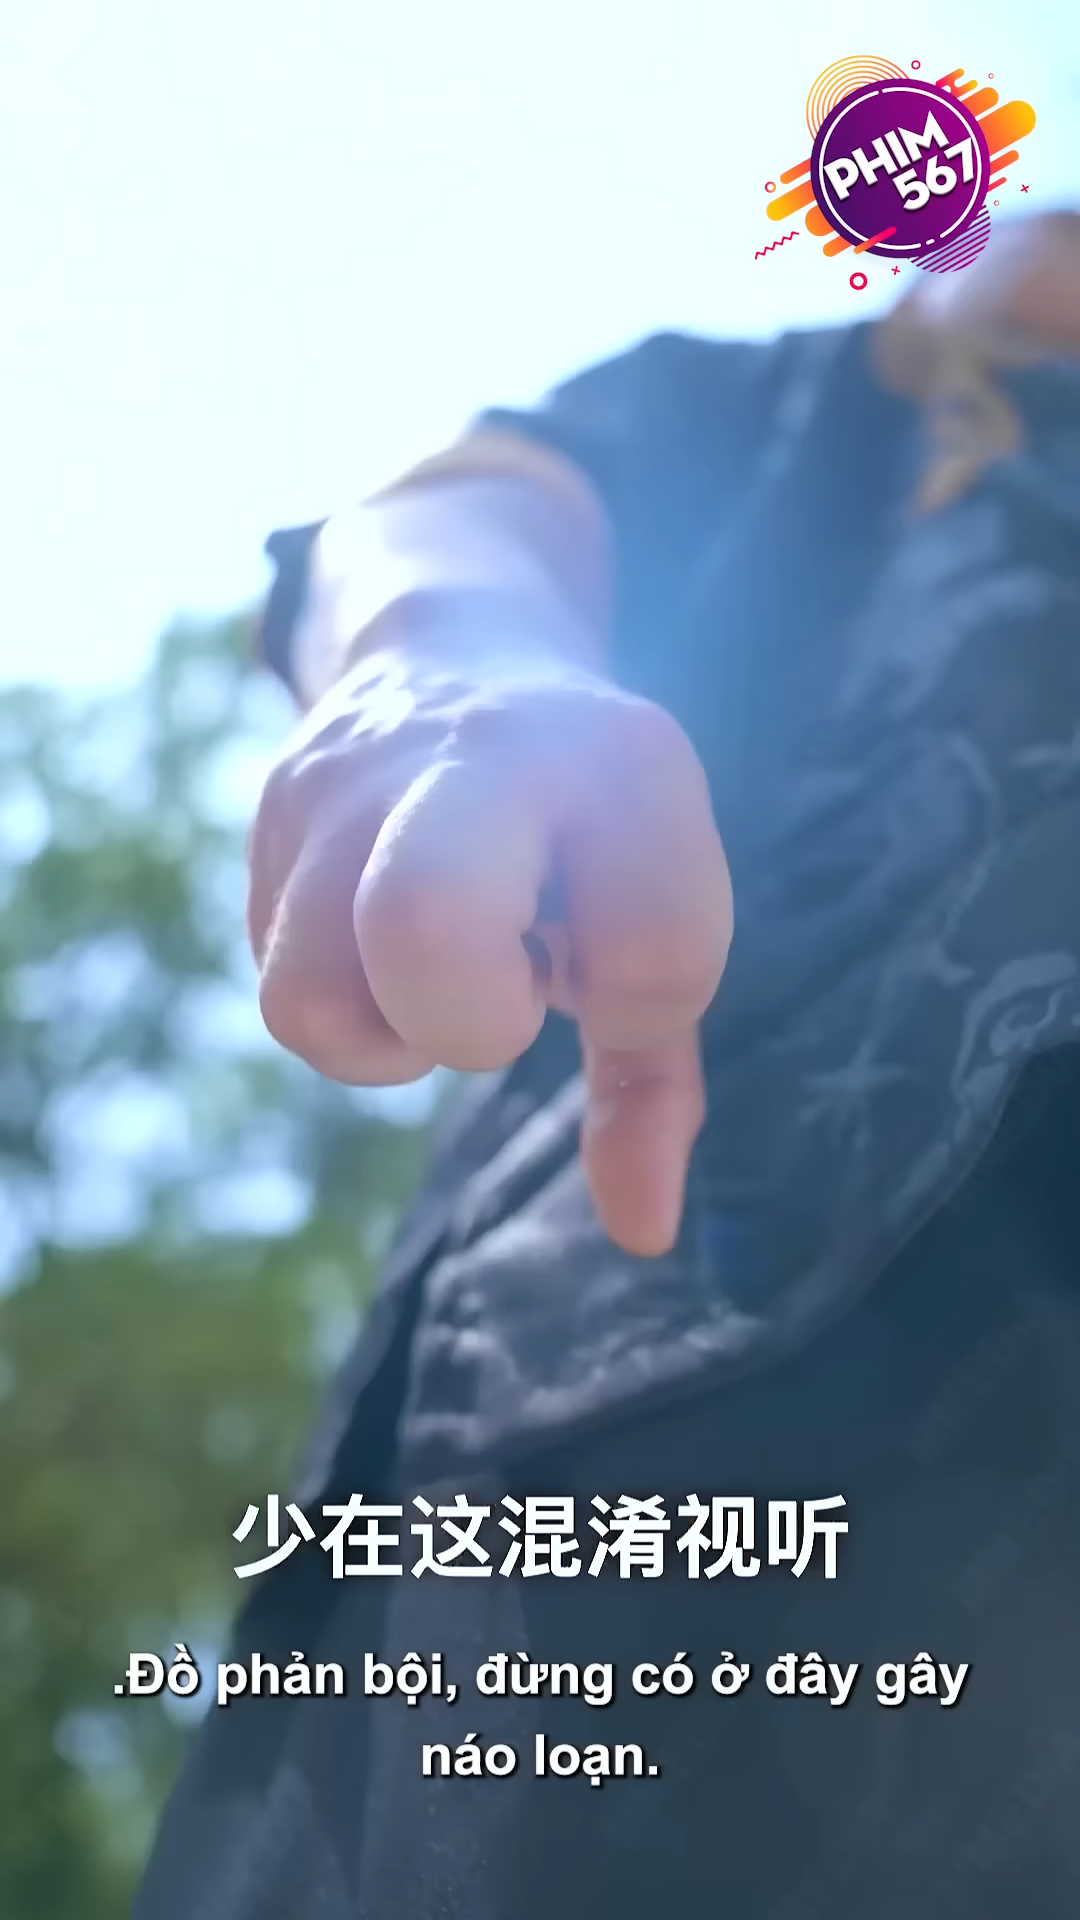 PHIM
567
少在这混淆视听
.Đồ phản bội, đừng có ở đây gây
náo loạn.